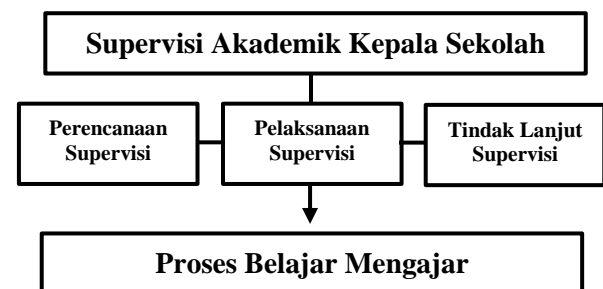 Supervisi Akademik Kepala Sekolah
Perencanaan
Supervisi
Pelaksanaan
Supervisi
Tindak Lanjut
Supervisi
Proses Belajar Mengajar